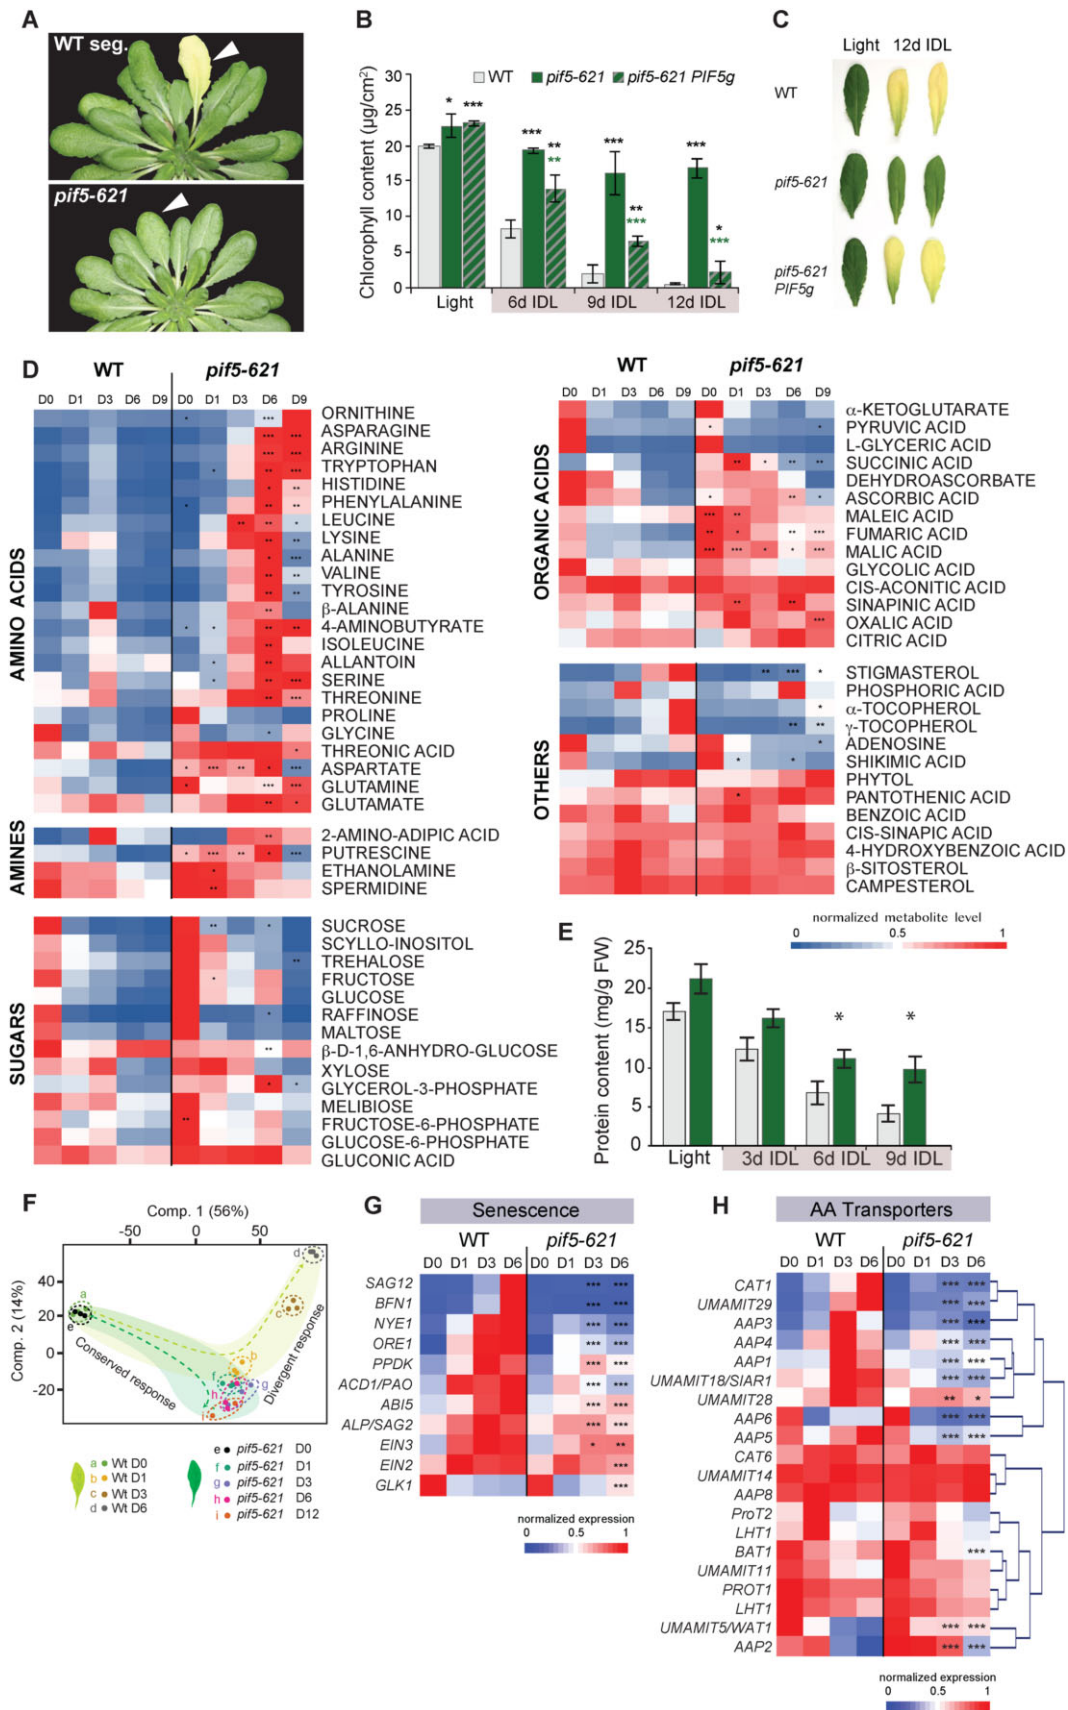 A
WT seg.
pif5-621
B
WT pif5-621 pif5-621 PIF5g
Chlorophyll content (µg/cm²)
30
25
20
15
10
5
0
* *** *** ** ** *** ** *** *** * ***
Light 6d IDL 9d IDL 12d IDL
C
Light 12d IDL
WT
pif5-621
pif5-621
PIF5g
D
WT pif5-621
D0 D1 D3 D6 D9 D0 D1 D3 D6 D9
AMINO ACIDS
ORNITHINE
ASPARAGINE
ARGININE
TRYPTOPHAN
HISTIDINE
PHENYLALANINE
LEUCINE
LYSINE
ALANINE
VALINE
TYROSINE
β-ALANINE
4-AMINOBUTYRATE
ISOLEUCINE
ALLANTOIN
SERINE
THREONINE
PROLINE
GLYCINE
THREONIC ACID
ASPARTATE
GLUTAMINE
GLUTAMATE
AMINES
2-AMINO-ADIPIC ACID
PUTRESCINE
ETHANOLAMINE
SPERMIDINE
SUGARS
SUCROSE
SCYLLO-INOSITOL
TREHALOSE
FRUCTOSE
GLUCOSE
RAFFINOSE
MALTOSE
β-D-1,6-ANHYDRO-GLUCOSE
XYLOSE
GLYCEROL-3-PHOSPHATE
MELIBIOSE
FRUCTOSE-6-PHOSPHATE
GLUCOSE-6-PHOSPHATE
GLUCONIC ACID
WT pif5-621
D0 D1 D3 D6 D9 D0 D1 D3 D6 D9
ORGANIC ACIDS
α-KETOGLUTARATE
PYRUVIC ACID
L-GLYCERIC ACID
SUCCINIC ACID
DEHYDROASCORBATE
ASCORBIC ACID
MALEIC ACID
FUMARIC ACID
MALIC ACID
GLYCOLIC ACID
CIS-ACONITIC ACID
SINAPINIC ACID
OXALIC ACID
CITRIC ACID
OTHERS
STIGMASTEROL
PHOSPHORIC ACID
α-TOCOPHEROL
γ-TOCOPHEROL
ADENOSINE
SHIKIMIC ACID
PHYTOL
PANTOTHENIC ACID
BENZOIC ACID
CIS-SINAPIC ACID
4-HYDROXYBENZOIC ACID
β-SITOSTEROL
CAMPESTEROL
normalized metabolite level
0 0.5 1
E
Protein content (mg/g FW)
25
20
15
10
5
0
* *
Light 3d IDL 6d IDL 9d IDL
F
Comp. 1 (56%)
-50 0 50
Comp. 2 (14%)
40
20
0
-20
a
e
b
c
d
f
g
h
i
Conserved response
Divergent response
a Wt D0
b Wt D1
c Wt D3
d Wt D6
e pif5-621 D0
f pif5-621 D1
g pif5-621 D3
h pif5-621 D6
i pif5-621 D12
G
Senescence
WT pif5-621
D0 D1 D3 D6 D0 D1 D3 D6
SAG12 *** ***
BFN1 *** ***
NYE1 *** ***
ORE1 *** ***
PPDK *** ***
ACD1/PAO *** ***
ABI5 *** ***
ALP/SAG2 *** ***
EIN3 * **
EIN2 ***
GLK1 ***
normalized expression
0 0.5 1
H
AA Transporters
WT pif5-621
D0 D1 D3 D6 D0 D1 D3 D6
CAT1 *** ***
UMAMIT29 *** ***
AAP3 *** ***
AAP4 *** ***
AAP1 *** ***
UMAMIT18/SIAR1 *** ***
UMAMIT28 ** *
AAP6 *** ***
AAP5 *** ***
CAT6
UMAMIT14
AAP8
ProT2
LHT1
BAT1 ***
UMAMIT11
PROT1
LHT1
UMAMIT5/WAT1 *** ***
AAP2 *** ***
normalized expression
0 0.5 1